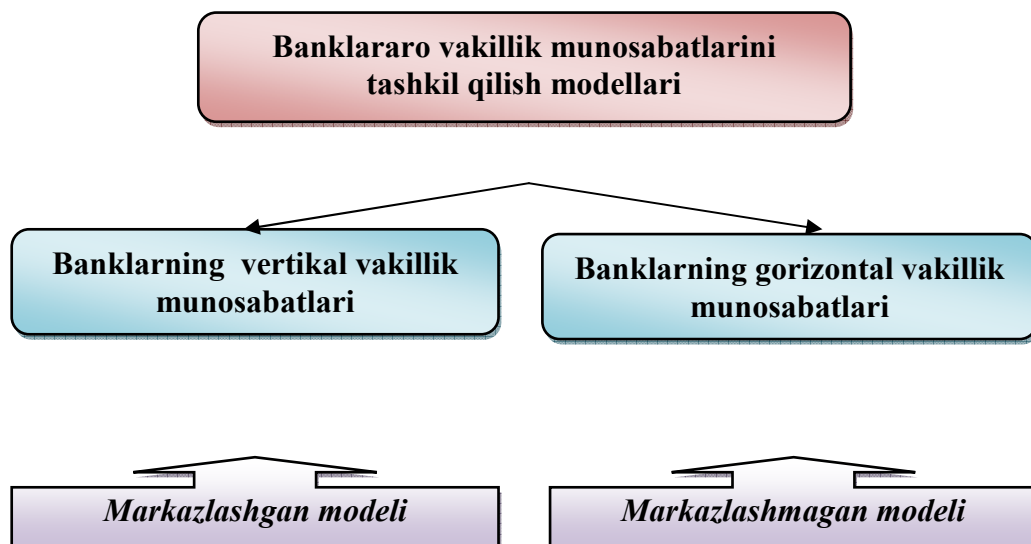 Banklararo vakillik munosabatlarini
tashkil qilish modellari
Banklarning vertikal vakillik
munosabatlari
Banklarning gorizontal vakillik
munosabatlari
Markazlashgan modeli
Markazlashmagan modeli